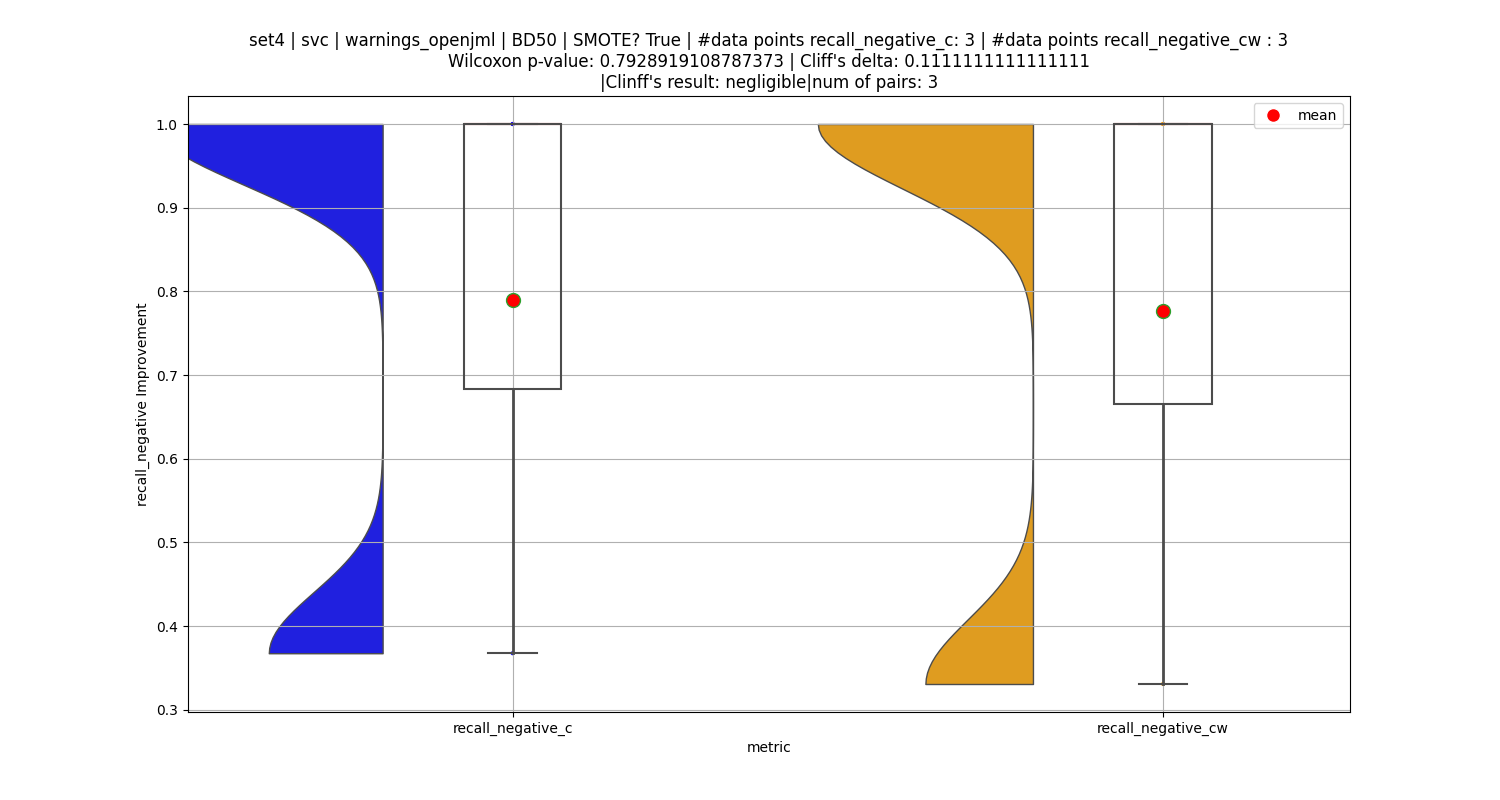 set4 | svc | warnings_openjml | BD50 | SMOTE? True | #data points recall_negative_c: 3 | #data points recall_negative_cw : 3
Wilcoxon p-value: 0.7928919108787373 | Cliff's delta: 0.1111111111111111
|Clinff's result: negligible|num of pairs: 3
mean
1.0
0.9
0.8
0.7
0.6
0.5
0.4
0.3
recall_negative Improvement
recall_negative_c
recall_negative_cw
metric